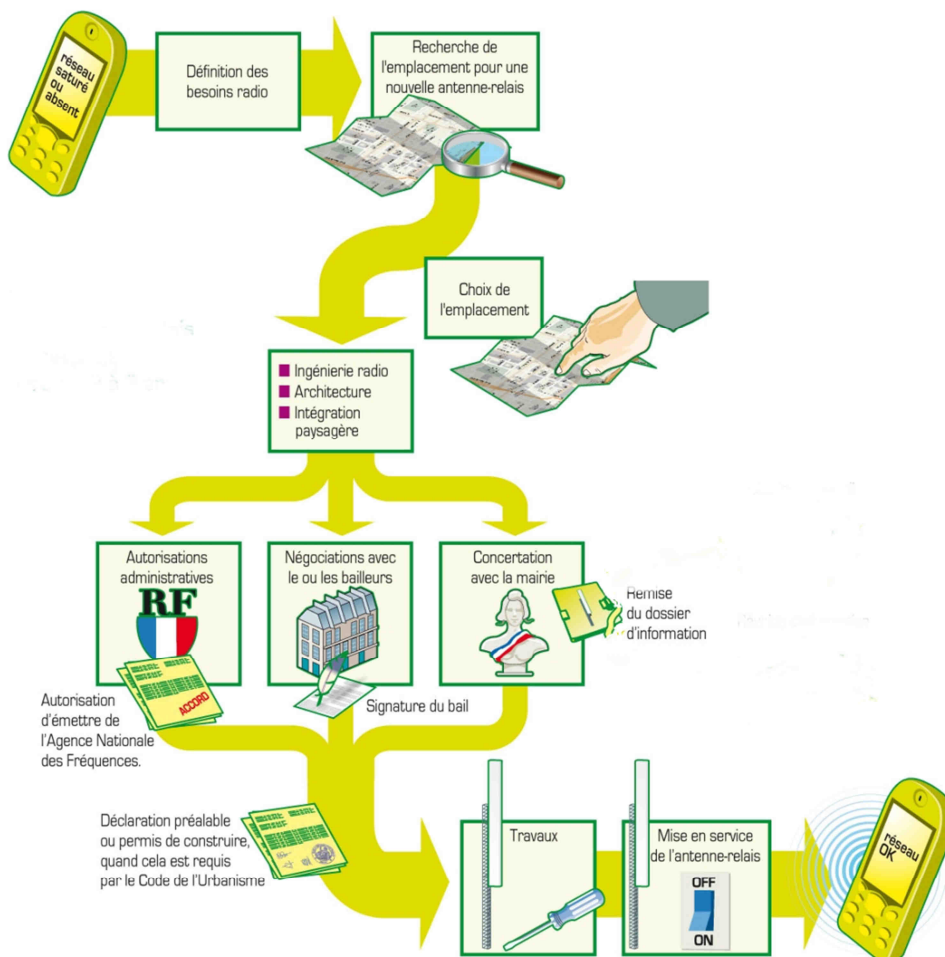 réseau
saturé
ou
absent
Définition des
besoins radio
Recherche de
l'emplacement pour une
nouvelle antenne-relais
Choix de
l'emplacement
Ingénierie radio
Architecture
Intégration
paysagère
Autorisations
administratives
RF
ACCORD
Autorisation
d'émettre de
l'Agence Nationale
des Fréquences.
Négociations avec
le ou les bailleurs
Signature du bail
Concertation
avec la mairie
Remise
du dossier
d'information
Déclaration préalable
ou permis de construire,
quand cela est requis
par le Code de l'Urbanisme
Travaux
Mise en service
de l'antenne-relais
OFF
ON
réseau
OK